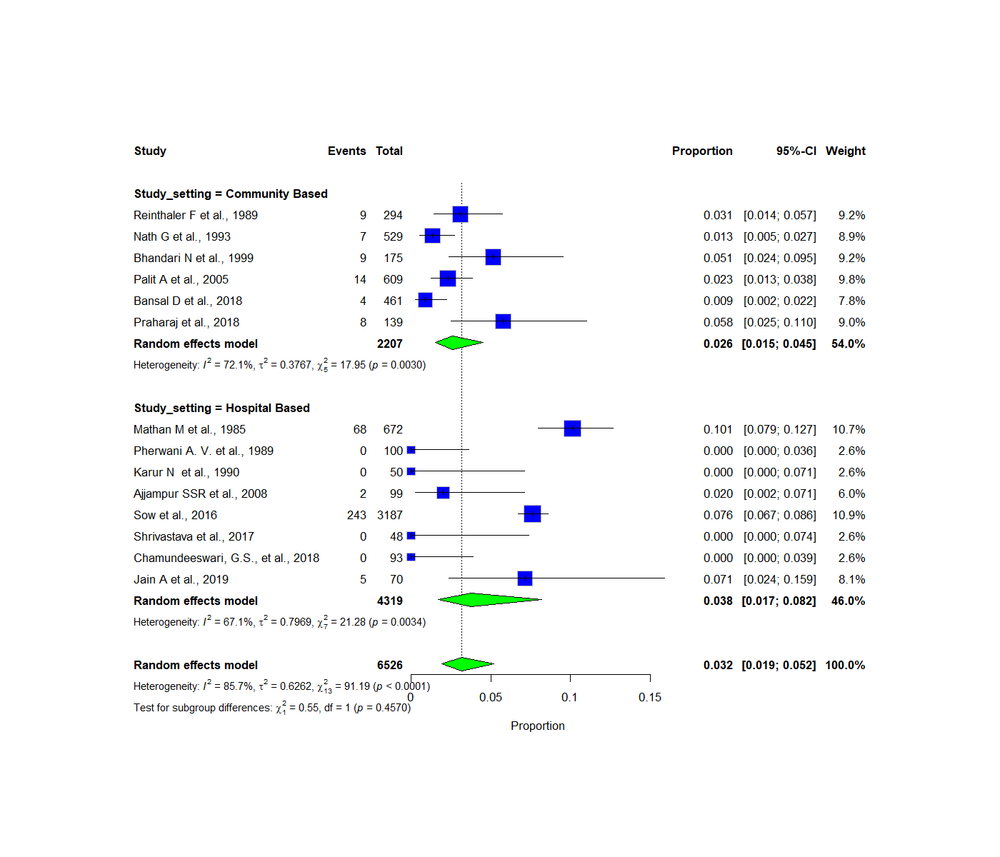 Study Events Total Proportion 95%-CI Weight
Study_setting = Community Based
Reinthaler F et al., 1989 9 294 0.031 [0.014; 0.057] 9.2%
Nath G et al., 1993 7 529 0.013 [0.005; 0.027] 8.9%
Bhandari N et al., 1999 9 175 0.051 [0.024; 0.095] 9.2%
Palit A et al., 2005 14 609 0.023 [0.013; 0.038] 9.8%
Bansal D et al., 2018 4 461 0.009 [0.002; 0.022] 7.8%
Praharaj et al., 2018 8 139 0.058 [0.025; 0.110] 9.0%
Random effects model 2207 0.026 [0.015; 0.045] 54.0%
Heterogeneity: I² = 72.1%, τ² = 0.3767, χ²₅ = 17.95 (p = 0.0030)
Study_setting = Hospital Based
Mathan M et al., 1985 68 672 0.101 [0.079; 0.127] 10.7%
Pherwani A. V. et al., 1989 0 100 0.000 [0.000; 0.036] 2.6%
Karur N et al., 1990 0 50 0.000 [0.000; 0.071] 2.6%
Ajjampur SSR et al., 2008 2 99 0.020 [0.002; 0.071] 6.0%
Sow et al., 2016 243 3187 0.076 [0.067; 0.086] 10.9%
Shrivastava et al., 2017 0 48 0.000 [0.000; 0.074] 2.6%
Chamundeeswari, G.S., et al., 2018 0 93 0.000 [0.000; 0.039] 2.6%
Jain A et al., 2019 5 70 0.071 [0.024; 0.159] 8.1%
Random effects model 4319 0.038 [0.017; 0.082] 46.0%
Heterogeneity: I² = 67.1%, τ² = 0.7969, χ²₇ = 21.28 (p = 0.0034)
Random effects model 6526 0.032 [0.019; 0.052] 100.0%
Heterogeneity: I² = 85.7%, τ² = 0.6262, χ²₁₃ = 91.19 (p < 0.0001)
0 0.05 0.1 0.15
Test for subgroup differences: χ²₁ = 0.55, df = 1 (p = 0.4570)
Proportion